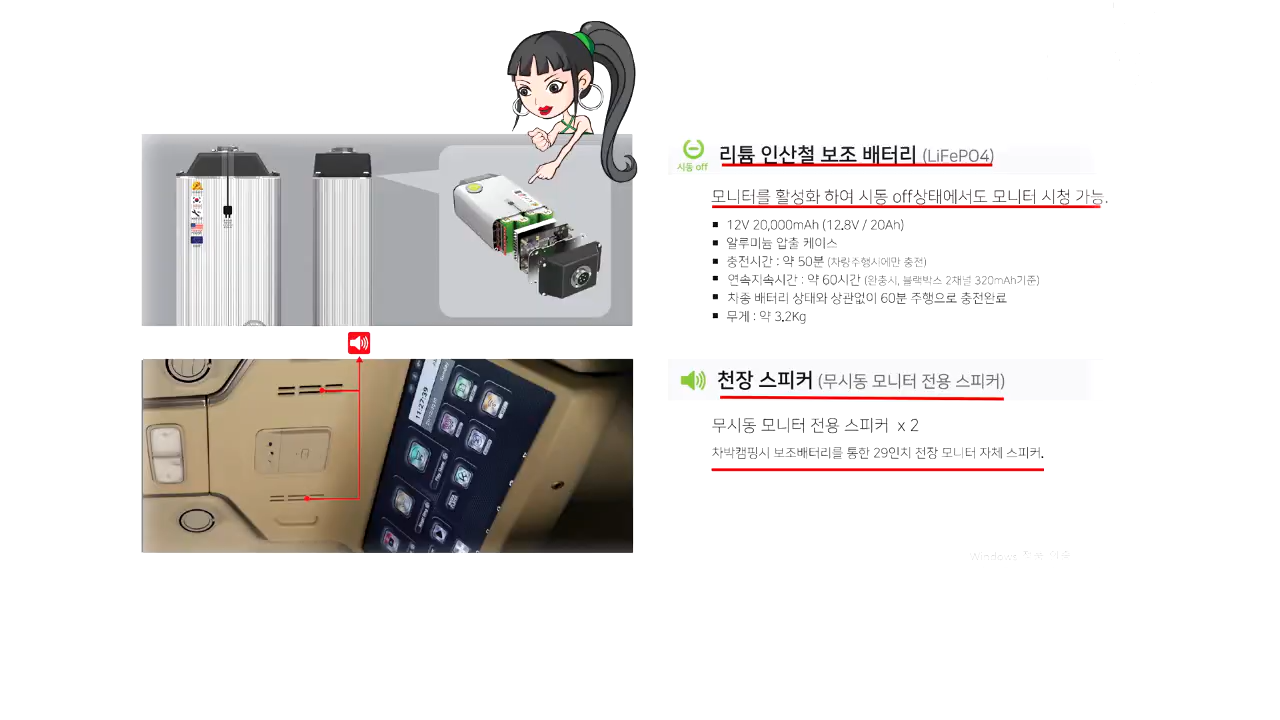 시동 off
리튬 인산철 보조 배터리 (LiFePO4)
모니터를 활성화 하여 시동 off상태에서도 모니터 시청 가능.
■ 12V 20,000mAh (12.8V / 20Ah)
■ 알루미늄 압출 케이스
■ 충전시간 : 약 50분 (차량주행시에만 충전)
■ 연속지속시간 : 약 60시간 (완충시, 블랙박스 2채널 320mAh기준)
■ 차종 배터리 상태와 상관없이 60분 주행으로 충전완료
■ 무게 : 약 3.2Kg
11:27:39
천장 스피커 (무시동 모니터 전용 스피커)
무시동 모니터 전용 스피커 x 2
차박캠핑시 보조배터리를 통한 29인치 천장 모니터 자체 스피커.
Windows